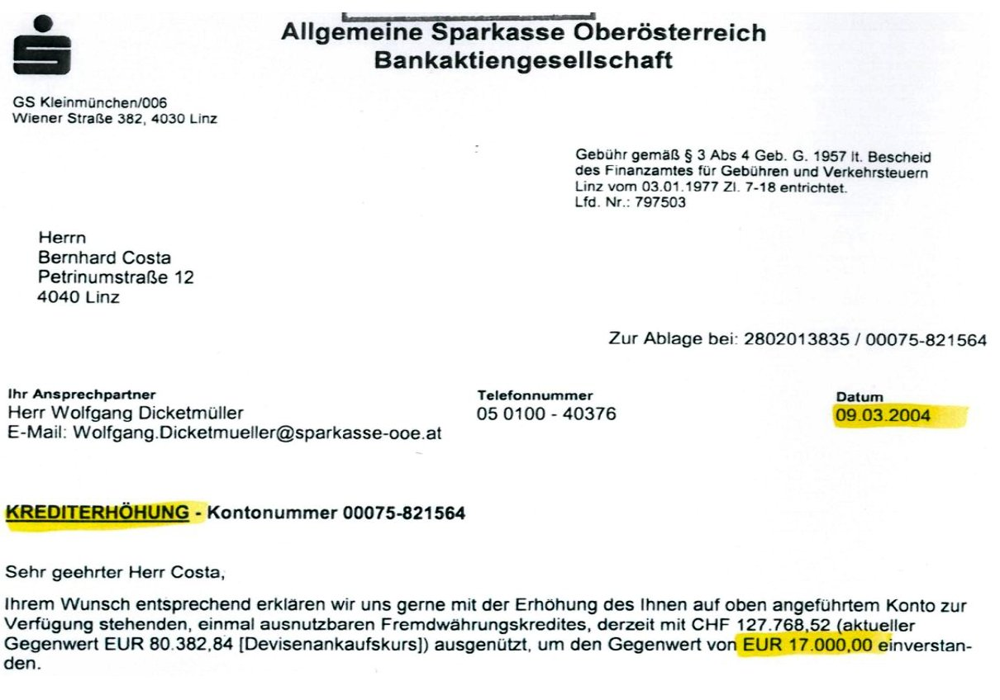 Allgemeine Sparkasse Oberösterreich
Bankaktiengesellschaft
GS Kleinmünchen/006
Wiener Straße 382, 4030 Linz
Gebühr gemäß § 3 Abs 4 Geb. G. 1957 lt. Bescheid
des Finanzamtes für Gebühren und Verkehrsteuern
Linz vom 03.01.1977 Zl. 7-18 entrichtet.
Lfd. Nr.: 797503
Herrn
Bernhard Costa
Petrinumstraße 12
4040 Linz
Zur Ablage bei: 2802013835 / 00075-821564
Ihr Ansprechpartner
Herr Wolfgang Dicketmüller
E-Mail: Wolfgang.Dicketmueller@sparkasse-ooe.at
Telefonnummer
05 0100 - 40376
Datum
09.03.2004
KREDITERHÖHUNG - Kontonummer 00075-821564
Sehr geehrter Herr Costa,
Ihrem Wunsch entsprechend erklären wir uns gerne mit der Erhöhung des Ihnen auf oben angeführtem Konto zur
Verfügung stehenden, einmal ausnutzbaren Fremdwährungskredites, derzeit mit CHF 127.768,52 (aktueller
Gegenwert EUR 80.382,84 [Devisenankaufskurs]) ausgenützt, um den Gegenwert von EUR 17.000,00 einverstan-
den.